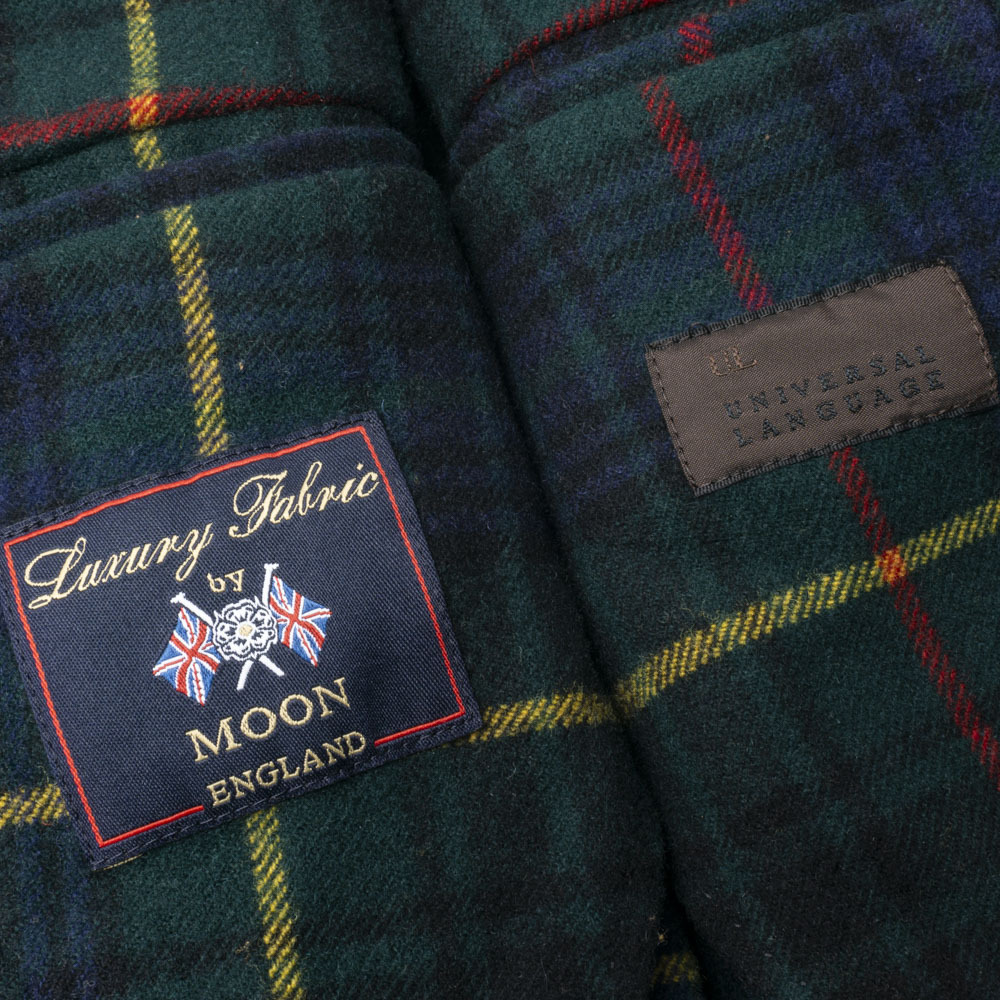 Luxury Fabric
by
MOON
ENGLAND
UL
UNIVERSAL
LANGUAGE